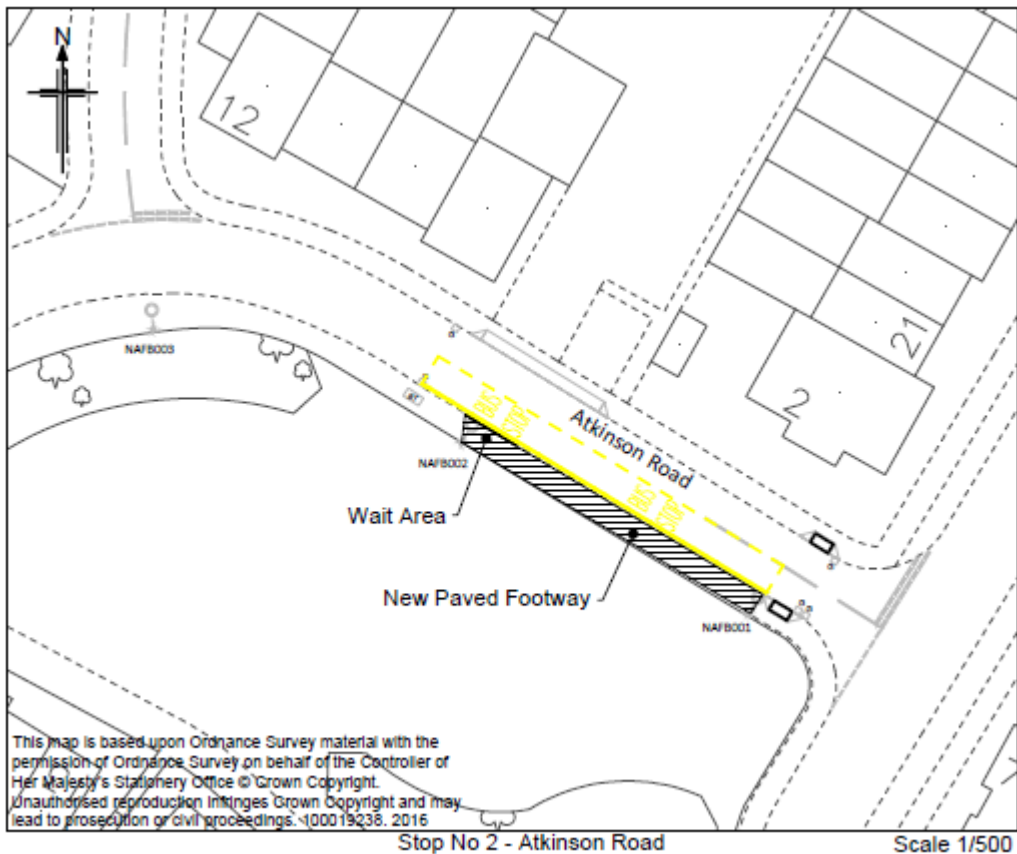 N
12
NAFB003
21
2
BT
BUS
STOP
Atkinson Road
NAFB002
BUS
STOP
Wait Area
New Paved Footway
NAFB001
This map is based upon Ordnance Survey material with the
permission of Ordnance Survey on behalf of the Controller of
Her Majesty's Stationery Office © Crown Copyright.
Unauthorised reproduction infringes Crown Copyright and may
lead to prosecution or civil proceedings. 100019238. 2016
Stop No 2 - Atkinson Road
Scale 1/500